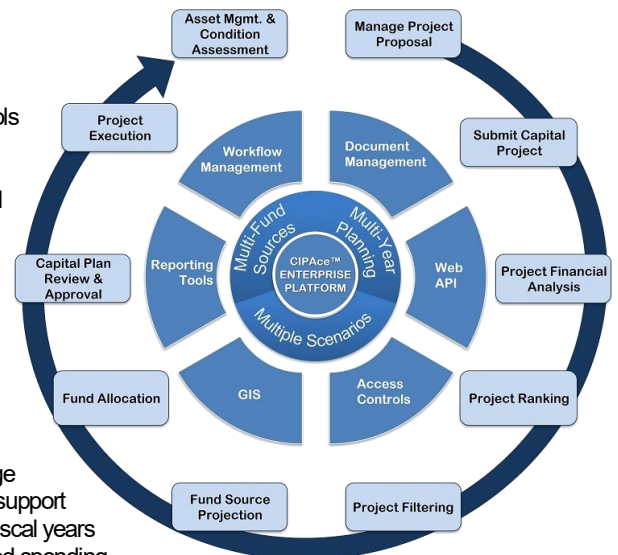 Asset Mgmt. &
Condition
Assessment
Manage Project
Proposal
Project
Execution
Submit Capital
Project
Workflow
Management
Document
Management
Multi-Fund
Sources
Multi-Year
Planning
CIPAce™
ENTERPRISE
PLATFORM
Multiple Scenarios
Reporting
Tools
Web
API
Capital Plan
Review &
Approval
Project Financial
Analysis
GIS
Access
Controls
Fund Allocation
Project Ranking
Fund Source
Projection
Project Filtering
support
iscal years
spending